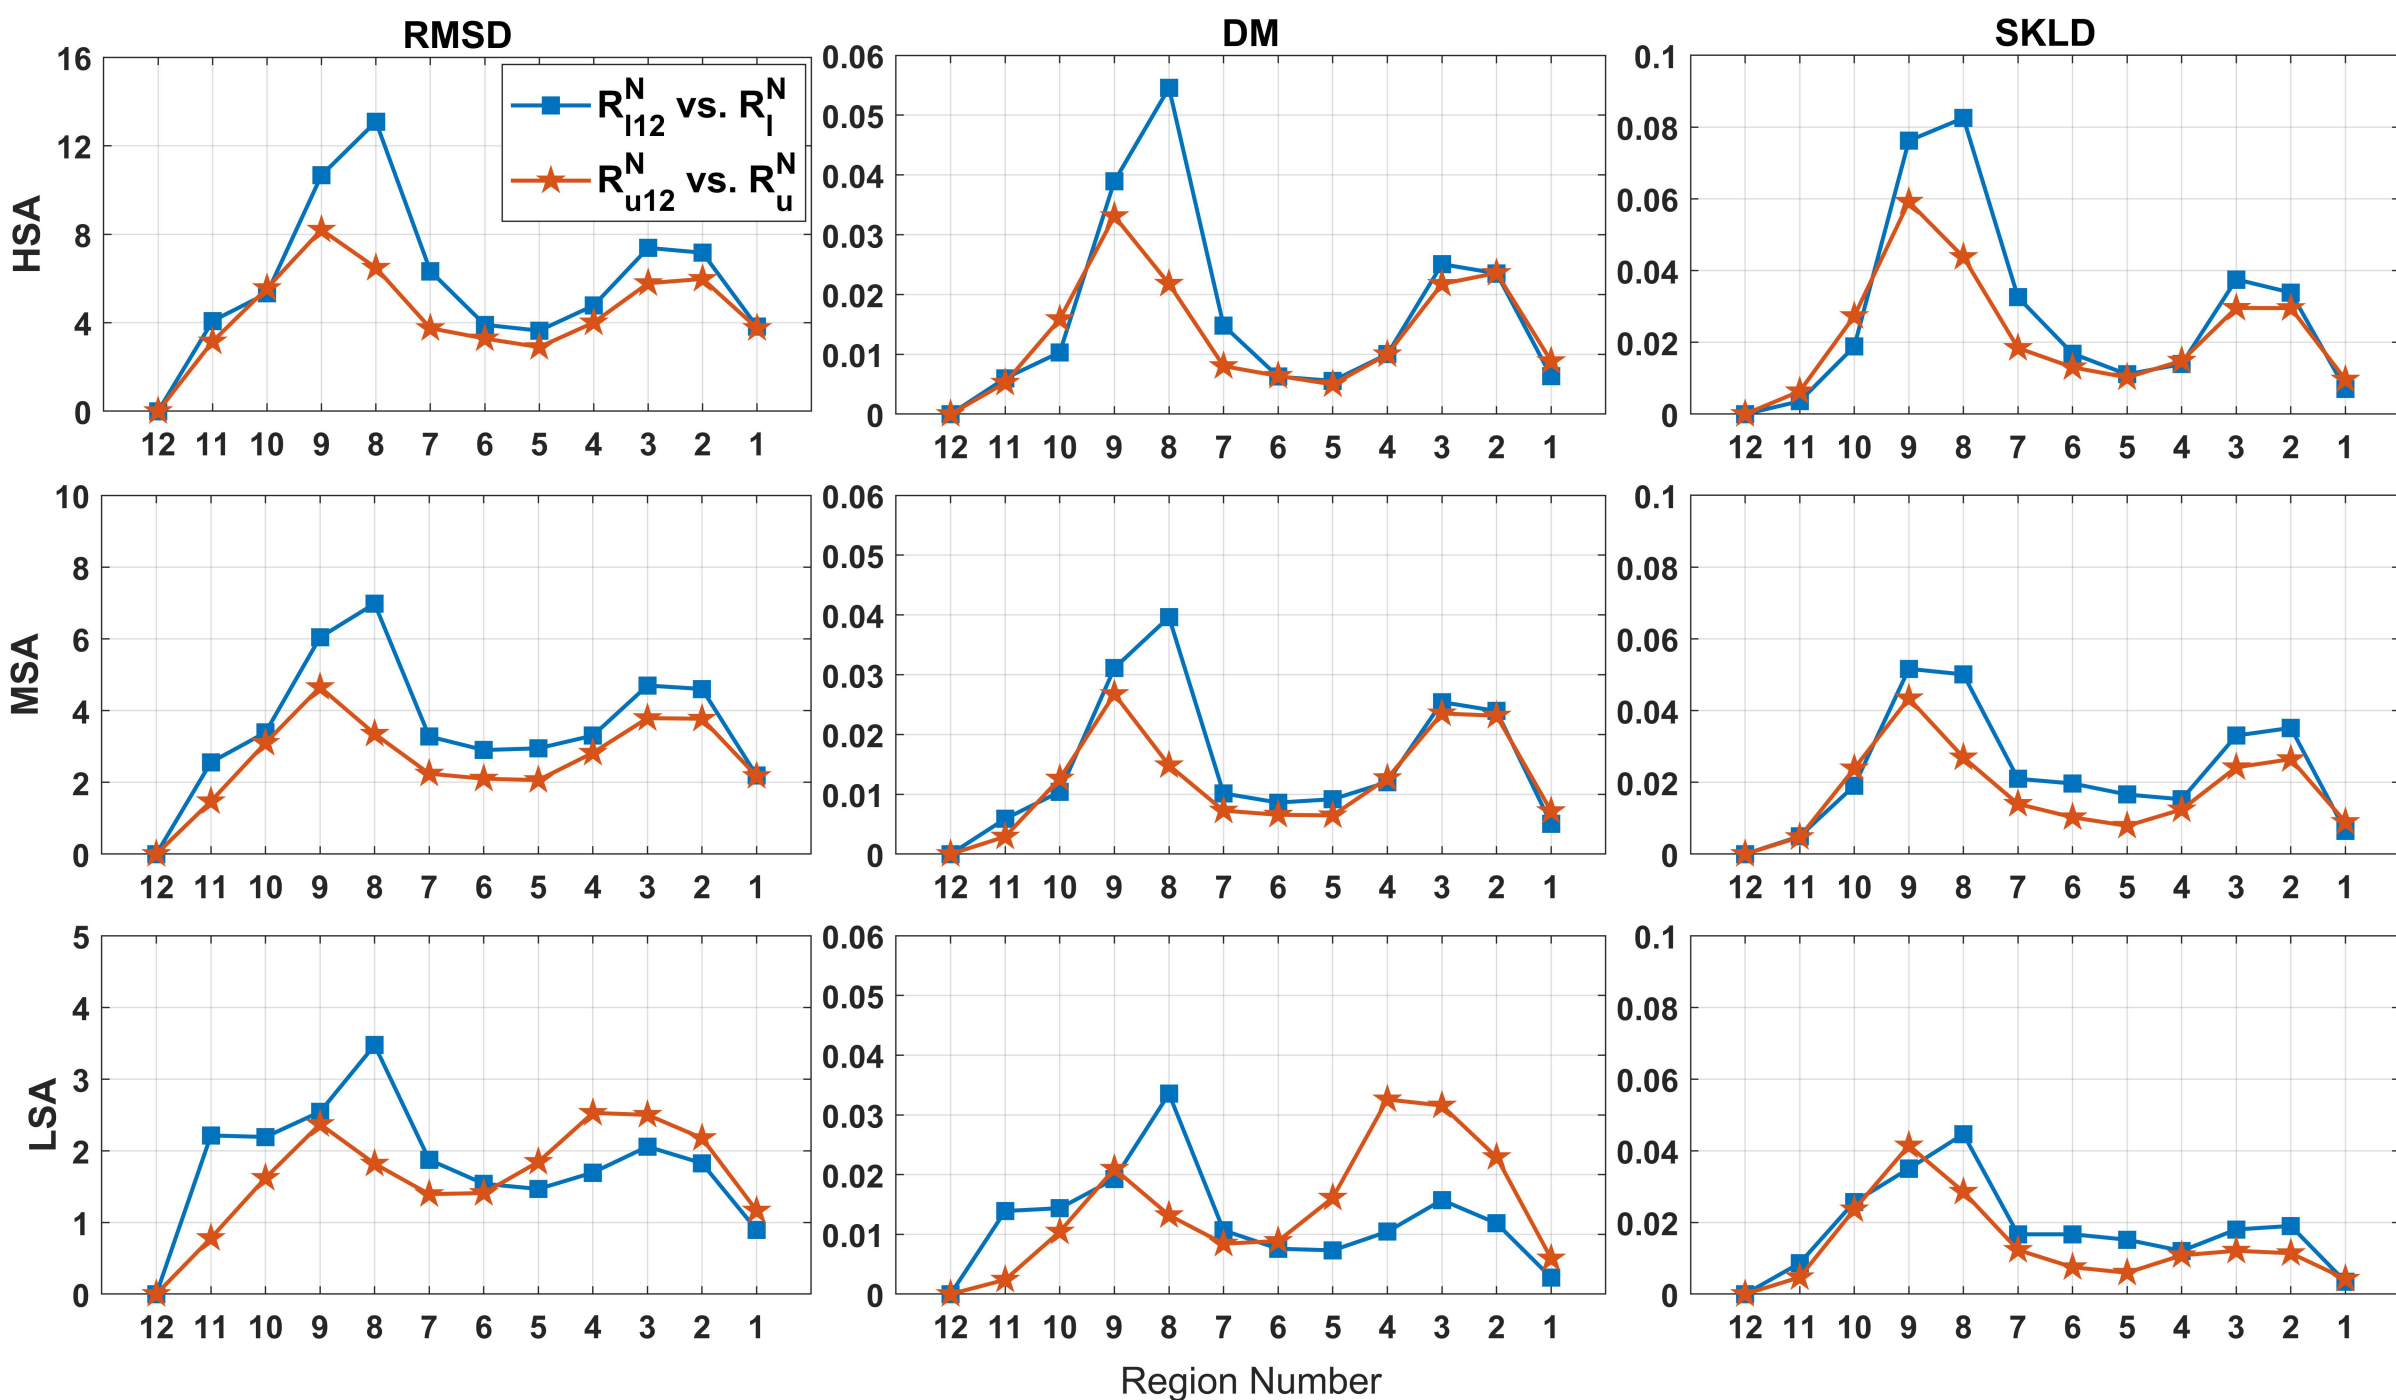 RMSD DM SKLD
R_{l12}^N vs. R_l^N
R_{u12}^N vs. R_u^N
HSA
16 12 8 4 0
12 11 10 9 8 7 6 5 4 3 2 1
0.06 0.05 0.04 0.03 0.02 0.01 0
12 11 10 9 8 7 6 5 4 3 2 1
0.1 0.08 0.06 0.04 0.02 0
12 11 10 9 8 7 6 5 4 3 2 1
MSA
10 8 6 4 2 0
12 11 10 9 8 7 6 5 4 3 2 1
0.06 0.05 0.04 0.03 0.02 0.01 0
12 11 10 9 8 7 6 5 4 3 2 1
0.1 0.08 0.06 0.04 0.02 0
12 11 10 9 8 7 6 5 4 3 2 1
LSA
5 4 3 2 1 0
12 11 10 9 8 7 6 5 4 3 2 1
0.06 0.05 0.04 0.03 0.02 0.01 0
12 11 10 9 8 7 6 5 4 3 2 1
0.1 0.08 0.06 0.04 0.02 0
12 11 10 9 8 7 6 5 4 3 2 1
Region Number